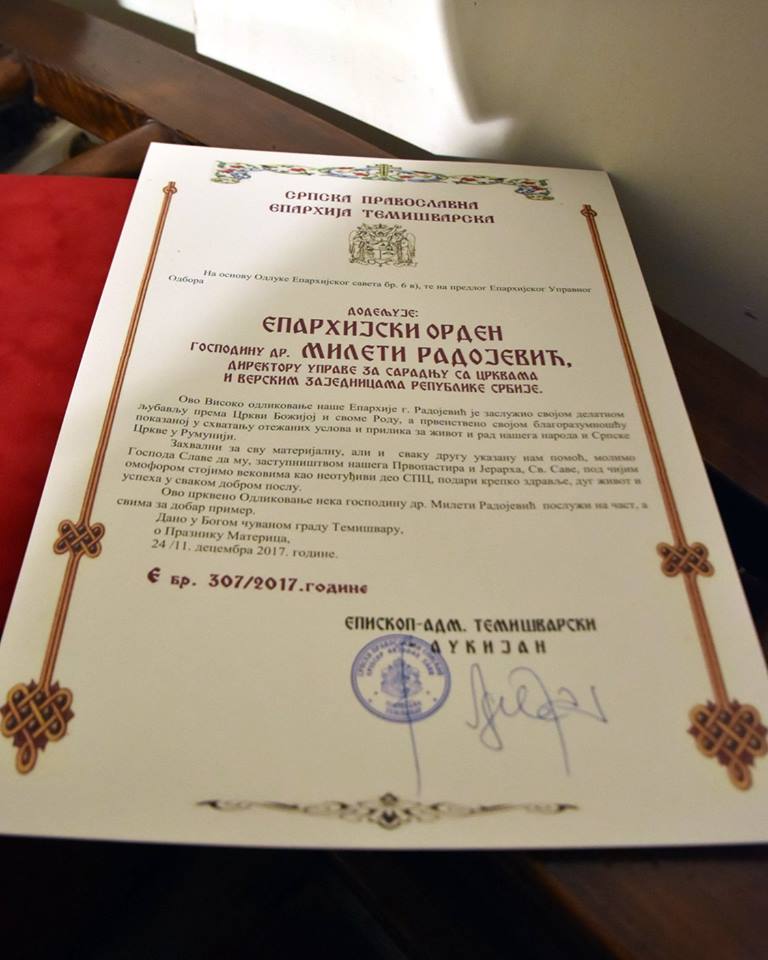 СРПСКА ПРАВОСЛАВНА
ЕПАРХИЈА ТЕМИШВАРСКА
На основу Одлуке Епархијског савета бр. 6 в), те на предлог Епархијског Управног
Одбора
ДОДЕЉУЈЕ:
ЕПАРХИЈСКИ ОРДЕН
ГОСПОДИНУ ДР. МИЛЕТИ РАДОЈЕВИЋ,
ДИРЕКТОРУ УПРАВЕ ЗА САРАДЊУ СА ЦРКВАМА
И ВЕРСКИМ ЗАЈЕДНИЦАМА РЕПУБЛИКЕ СРБИЈЕ.
Ово Високо одликовање наше Епархије г. Радојевић је заслужио својом делатном
љубављу према Цркви Божијој и своме Роду, а првенствено својом благоразумношћу
показаној у схватању отежаних услова и прилика за живот и рад нашега народа и Српске
Цркве у Румунији.
Захвални за сву материјалну, али и сваку другу указану нам помоћ, молимо
Господа Славе да му, заступништвом нашега Првопастира и Јерарха, Св. Саве, под чијим
омофором стојимо вековима као неотуђиви део СПЦ, подари крепко здравље, дуг живот и
успеха у сваком добром послу.
Ово црквено Одликовање нека господину др. Милети Радојевић послужи на част, а
свима за добар пример.
Дано у Богом чуваном граду Темишвару,
о Празнику Материца,
24 /11. децембра 2017. године.
Е бр. 307/2017.године
ЕПИСКОП-АДМ. ТЕМИШВАРСКИ
ЛУКИЈАН